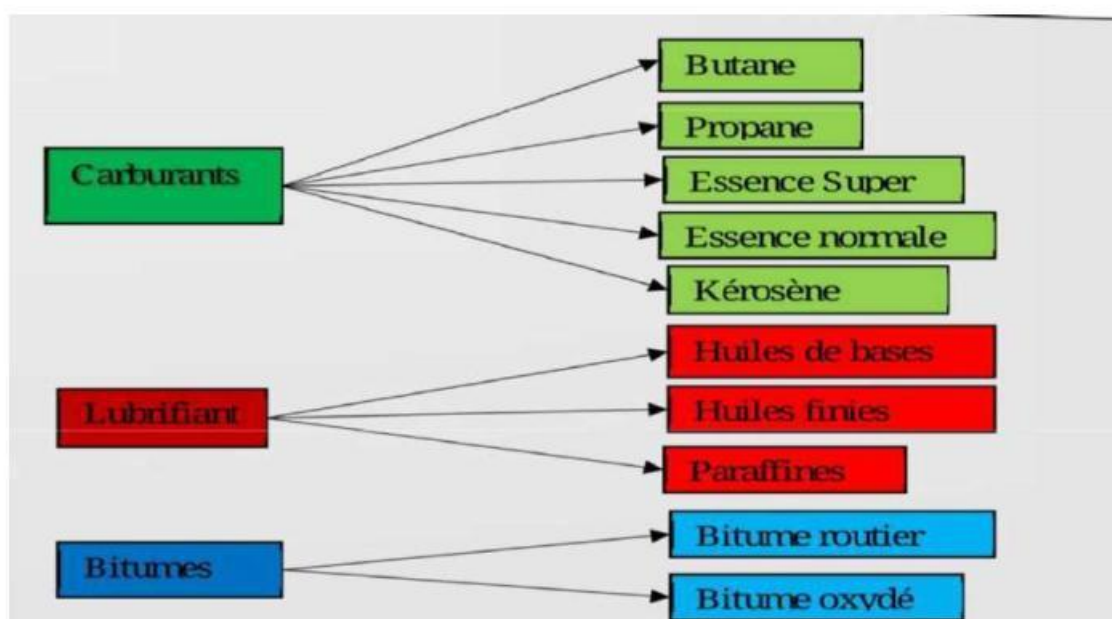 Carburants
Butane
Propane
Essence Super
Essence normale
Kérosène
Lubrifiant
Huiles de bases
Huiles finies
Paraffines
Bitumes
Bitume routier
Bitume oxydé